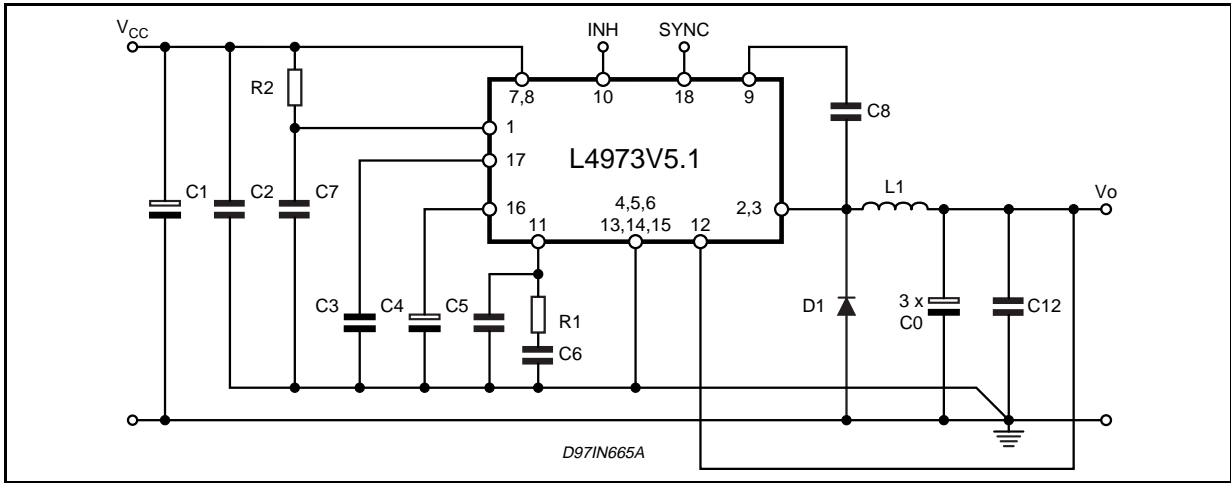 VCC
INH
SYNC
R2
7,8
10
18
9
C8
1
L4973V5.1
17
L1
Vo
C1
C2
C7
16
4,5,6
2,3
11
13,14,15
12
C3
C4
C5
R1
D1
3 x
C0
C12
C6
D97IN665A